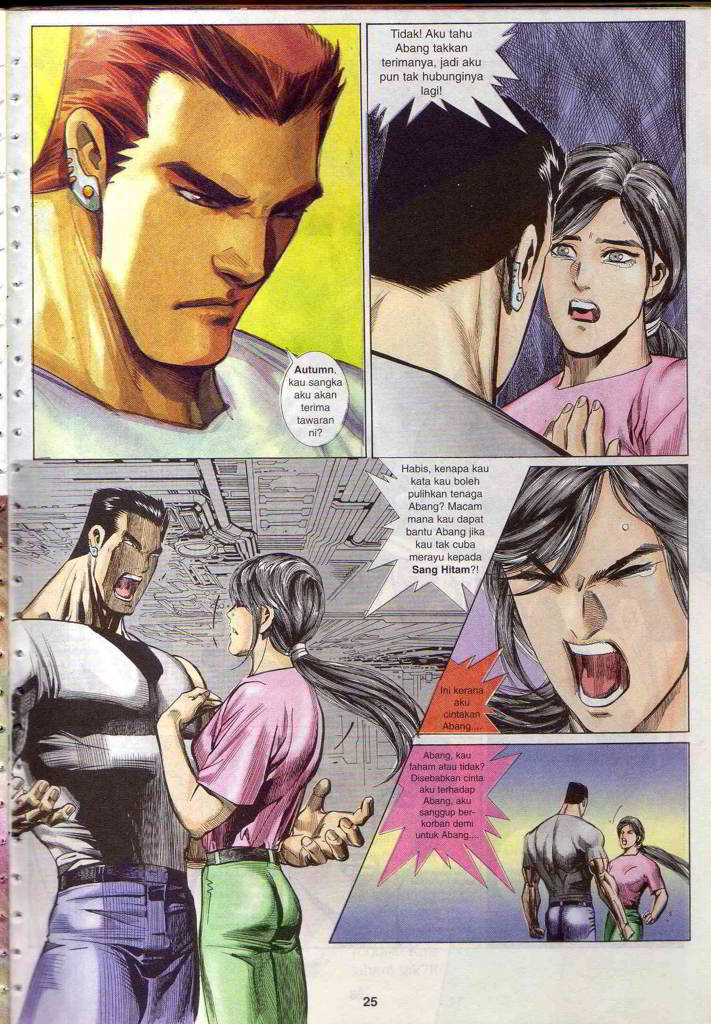 Autumn,
kau sangka
aku akan
terima
tawaran
ni?
Tidak! Aku tahu
Abang takkan
terimanya, jadi aku
pun tak hubunginya
lagi!
Habis, kenapa kau
kata kau boleh
pulihkan tenaga
Abang? Macam
mana kau dapat
bantu Abang jika
kau tak cuba
merayu kepada
Sang Hitam?!
Ini kerana
aku
cintakan
Abang....
Abang, kau
faham atau tidak?
Disebabkan cinta
aku terhadap
Abang, aku
sanggup ber-
korban demi
untuk Abang....
25